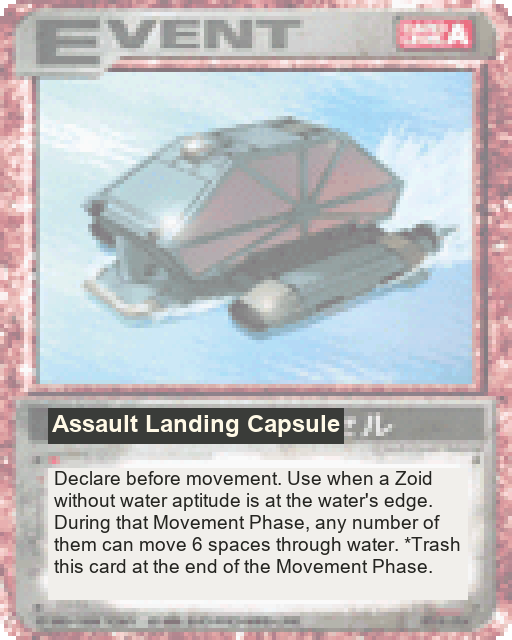 EVENT
A
Assault Landing Capsule
セル
Declare before movement. Use when a Zoid
without water aptitude is at the water's edge.
During that Movement Phase, any number of
them can move 6 spaces through water. *Trash
this card at the end of the Movement Phase.